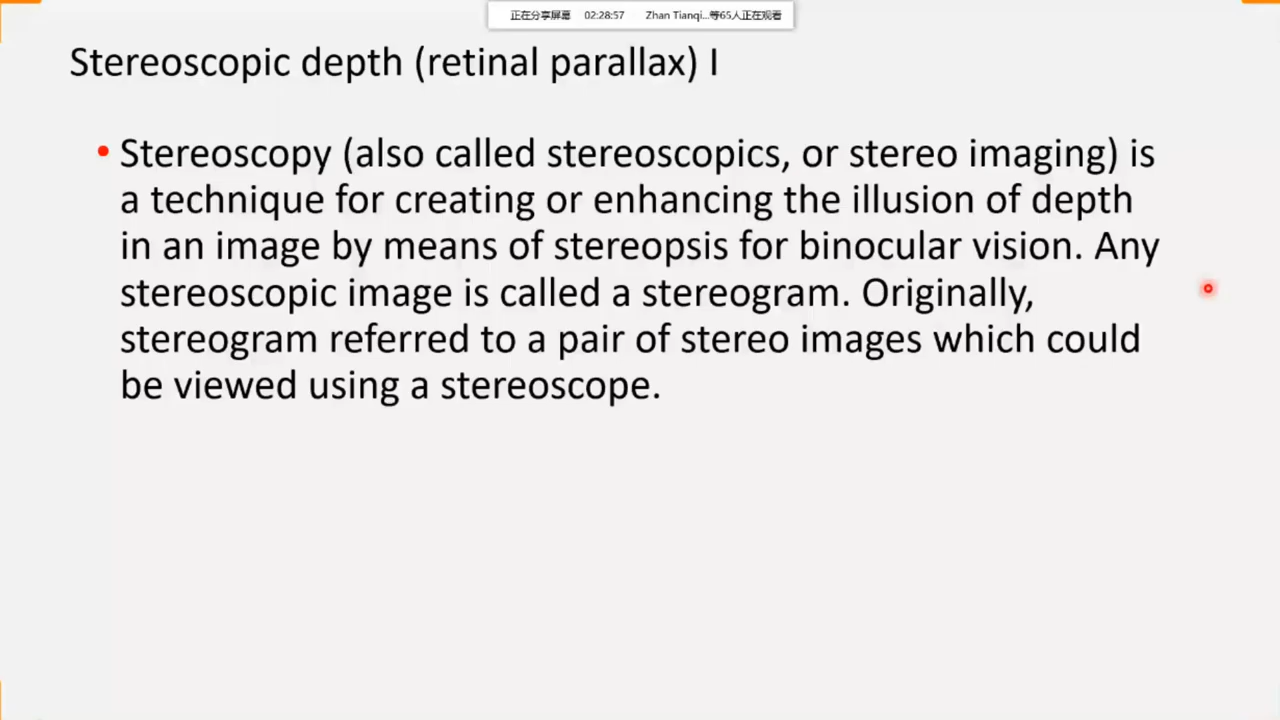 正在分享屏幕 02:28:57 Zhan Tianqi...等65人正在观看
Stereoscopic depth (retinal parallax) I
• Stereoscopy (also called stereoscopics, or stereo imaging) is
a technique for creating or enhancing the illusion of depth
in an image by means of stereopsis for binocular vision. Any
stereoscopic image is called a stereogram. Originally,
stereogram referred to a pair of stereo images which could
be viewed using a stereoscope.